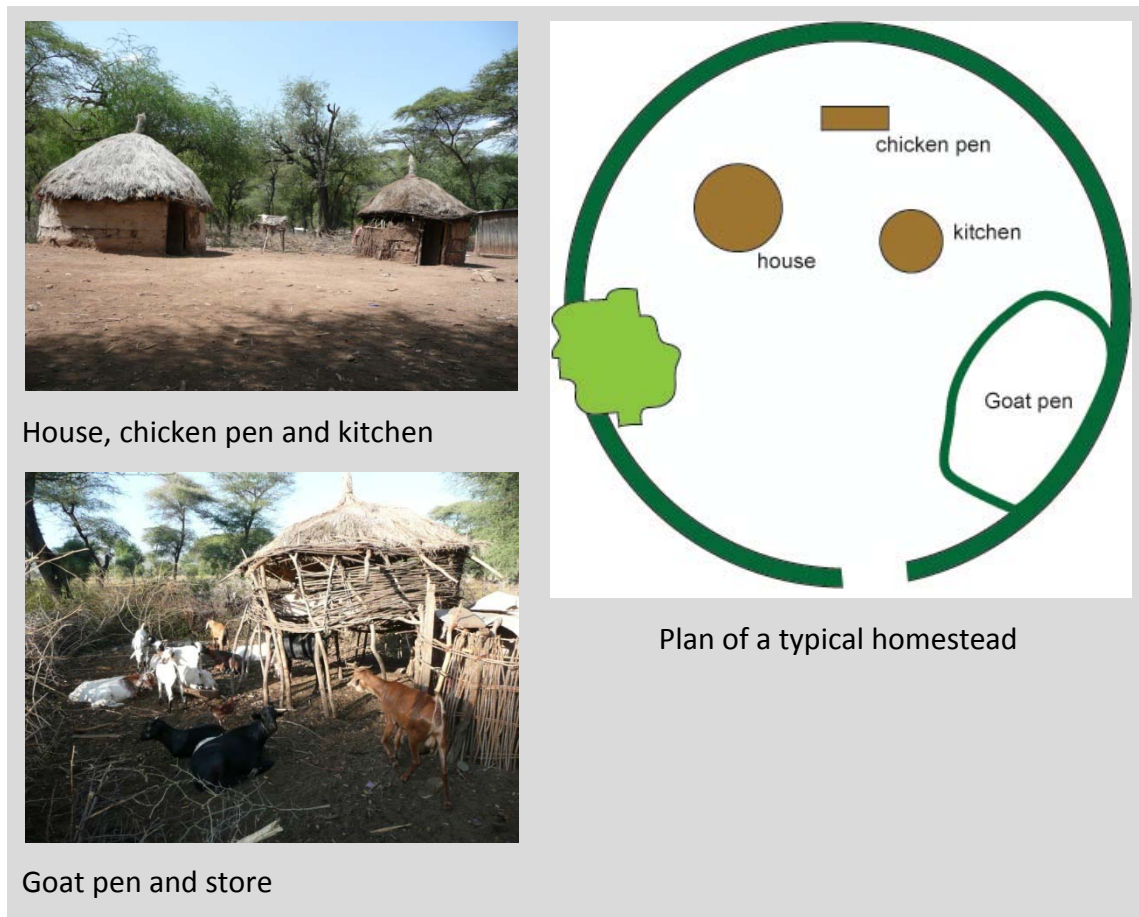 House, chicken pen and kitchen
Goat pen and store
chicken pen
house
kitchen
Goat pen
Plan of a typical homestead